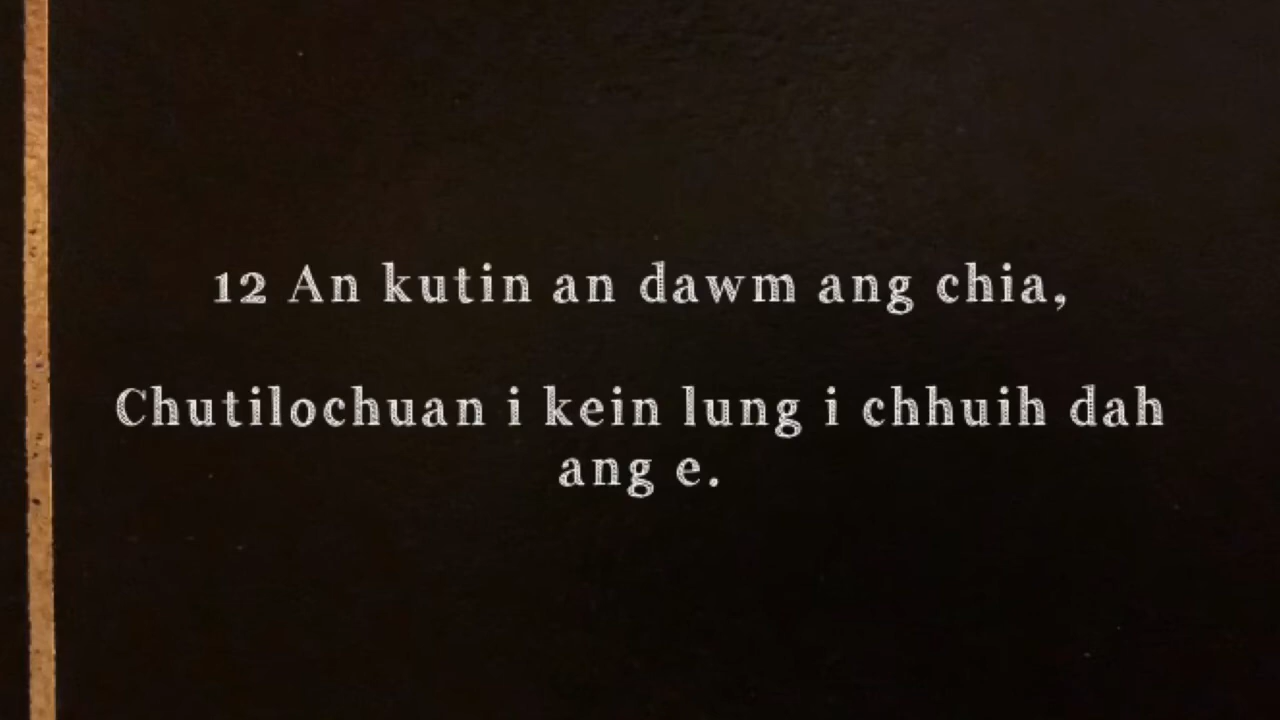 12 An kutin an dawm ang chia,
Chutilochuan i kein lung i chhuih dah
ang e.